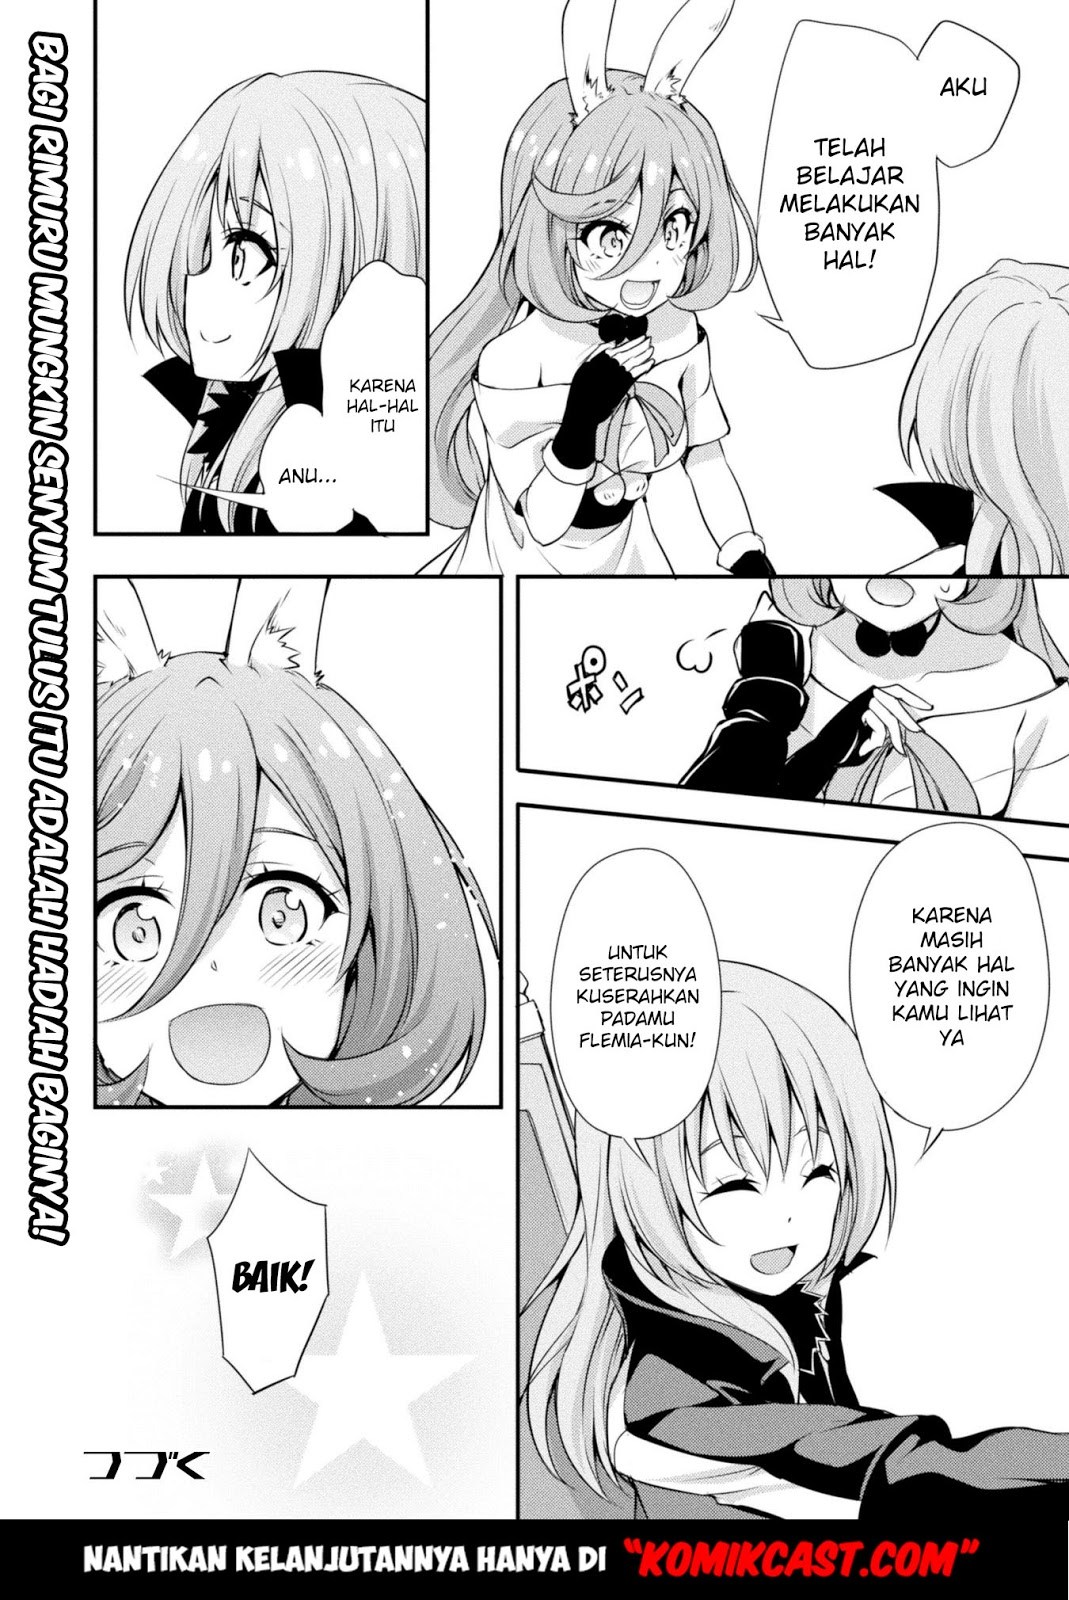 AKU
TELAH
BELAJAR
MELAKUKAN
BANYAK
HAL!
KARENA
HAL-HAL
ITU
ANU...
ポン
KARENA
MASIH
BANYAK HAL
YANG INGIN
KAMU LIHAT
YA
UNTUK
SETERUSNYA
KUSERAHKAN
PADAMU
FLEMIA-KUN!
BAIK!
つづく
BAGI RIMURU MUNGKIN SENYUM TULUS ITU ADALAH HADIAH BAGINYA!
NANTIKAN KELANJUTANNYA HANYA DI "KOMIKCAST.COM"